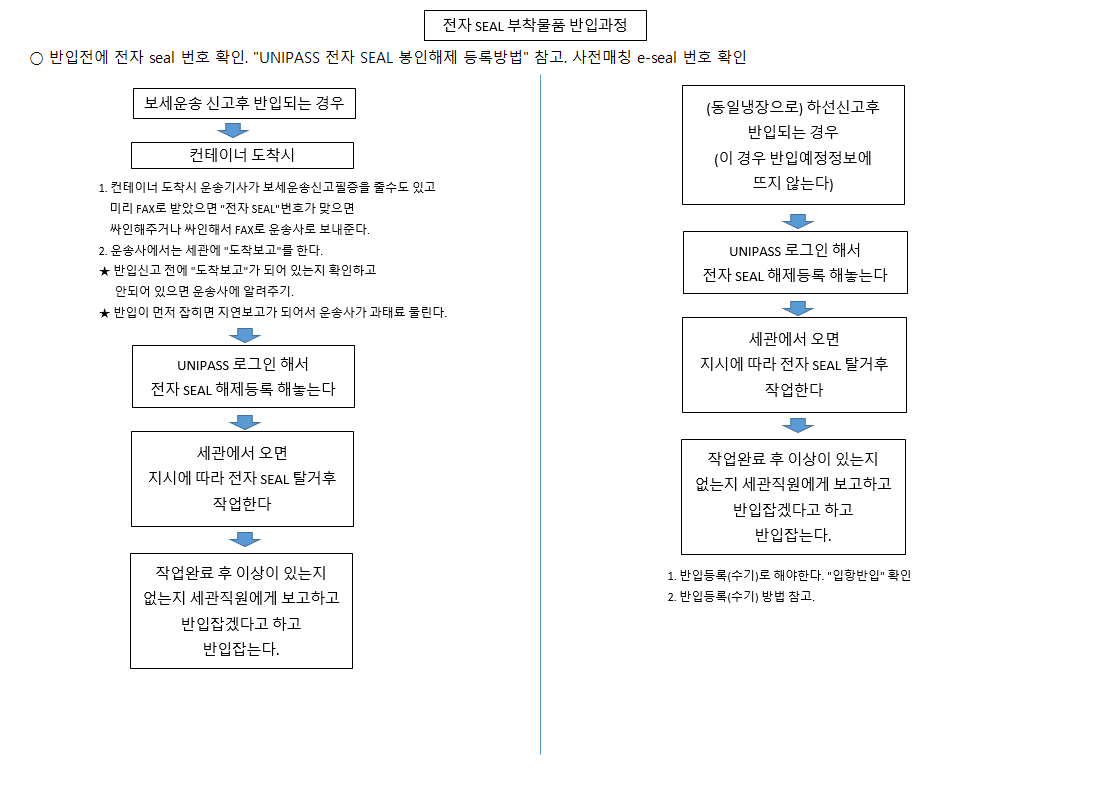 전자 SEAL 부착물품 반입과정
○ 반입전에 전자 seal 번호 확인. "UNIPASS 전자 SEAL 봉인해제 등록방법" 참고. 사전매칭 e-seal 번호 확인
보세운송 신고후 반입되는 경우
컨테이너 도착시
1. 컨테이너 도착시 운송기사가 보세운송신고필증을 줄수도 있고
미리 FAX로 받았으면 "전자 SEAL"번호가 맞으면
싸인해주거나 싸인해서 FAX로 운송사로 보내준다.
2. 운송사에서는 세관에 "도착보고"를 한다.
★ 반입신고 전에 "도착보고"가 되어 있는지 확인하고
안되어 있으면 운송사에 알려주기.
★ 반입이 먼저 잡히면 지연보고가 되어서 운송사가 과태료 물린다.
UNIPASS 로그인 해서
전자 SEAL 해제등록 해놓는다
세관에서 오면
지시에 따라 전자 SEAL 탈거후
작업한다
작업완료 후 이상이 있는지
없는지 세관직원에게 보고하고
반입잡겠다고 하고
반입잡는다.
(동일냉장으로) 하선신고후
반입되는 경우
(이 경우 반입예정정보에
뜨지 않는다)
UNIPASS 로그인 해서
전자 SEAL 해제등록 해놓는다
세관에서 오면
지시에 따라 전자 SEAL 탈거후
작업한다
작업완료 후 이상이 있는지
없는지 세관직원에게 보고하고
반입잡겠다고 하고
반입잡는다.
1. 반입등록(수기)로 해야한다. "입항반입" 확인
2. 반입등록(수기) 방법 참고.